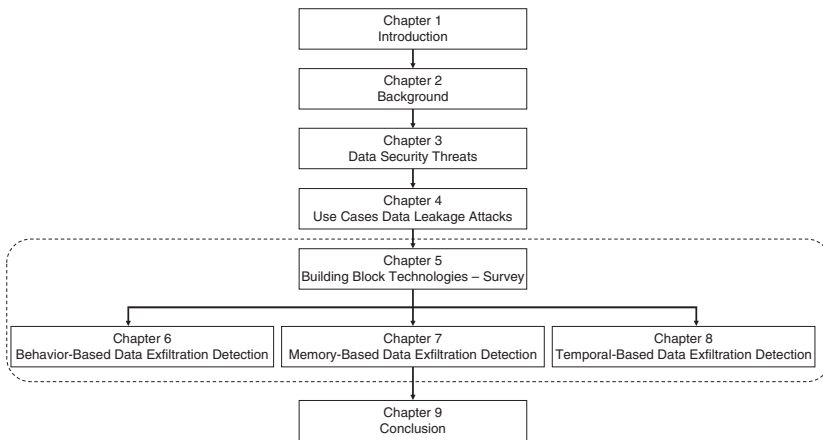 Chapter 1
Introduction
Chapter 2
Background
Chapter 3
Data Security Threats
Chapter 4
Use Cases Data Leakage Attacks
Chapter 5
Building Block Technologies – Survey
Chapter 6
Behavior-Based Data Exfiltration Detection
Chapter 7
Memory-Based Data Exfiltration Detection
Chapter 8
Temporal-Based Data Exfiltration Detection
Chapter 9
Conclusion